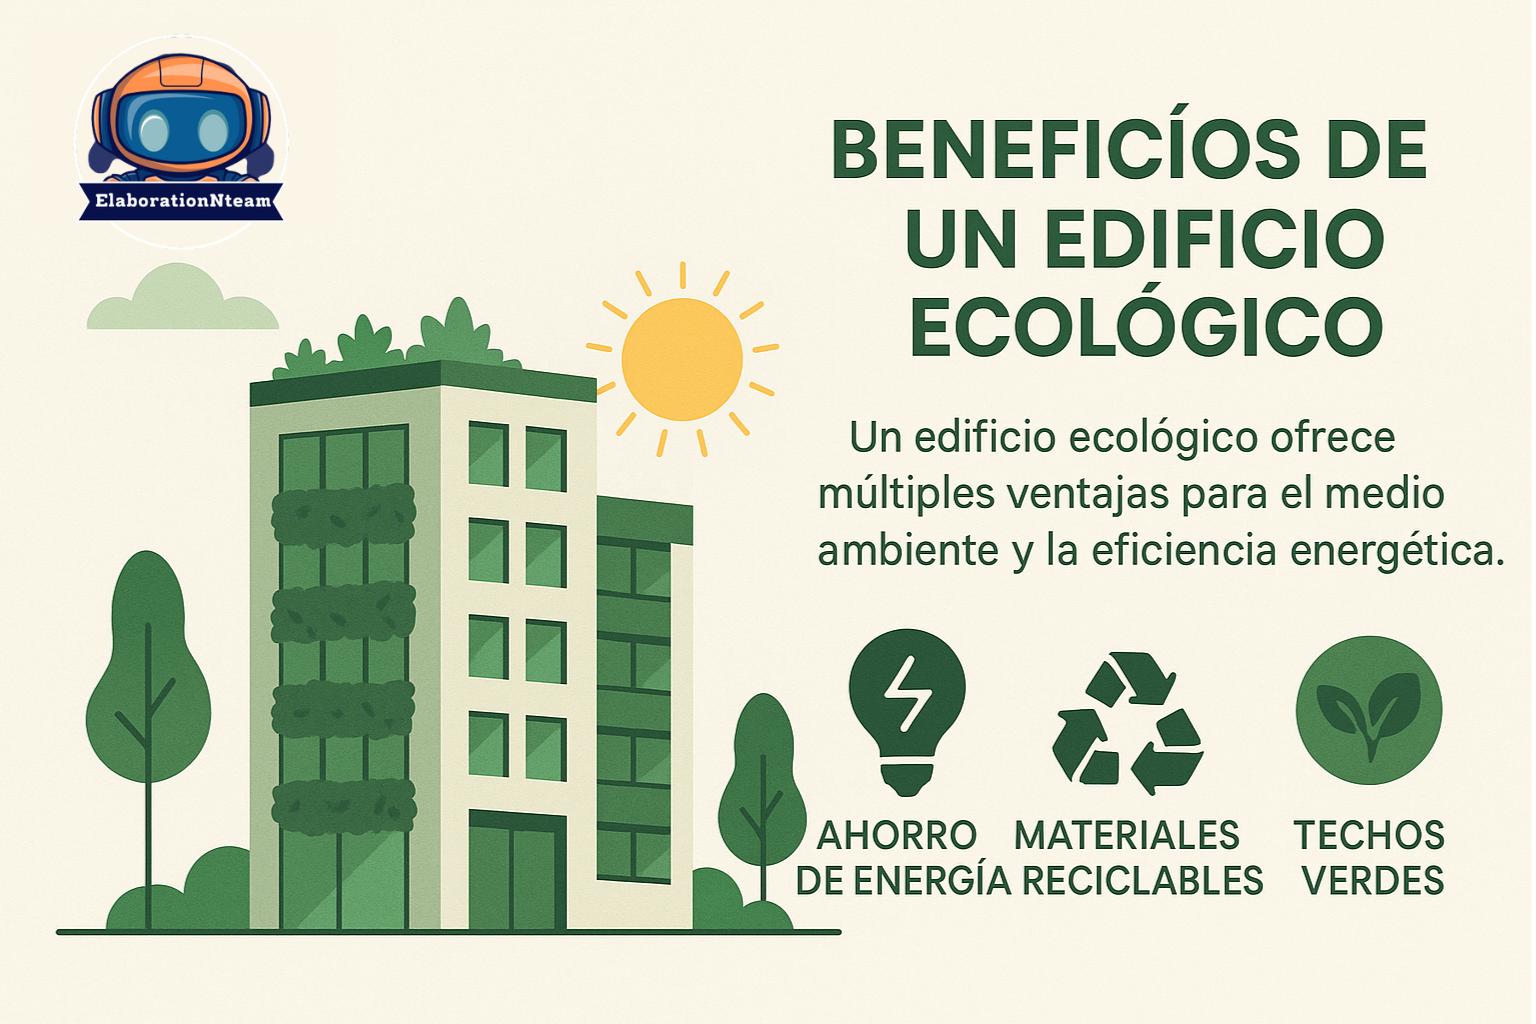 ElaborationNteam
BENEFICÍOS DE
UN EDIFICIO
ECOLÓGICO
Un edificio ecológico ofrece
múltiples ventajas para el medio
ambiente y la eficiencia energética.
AHORRO
DE ENERGÍA
MATERIALES
RECICLABLES
TECHOS
VERDES